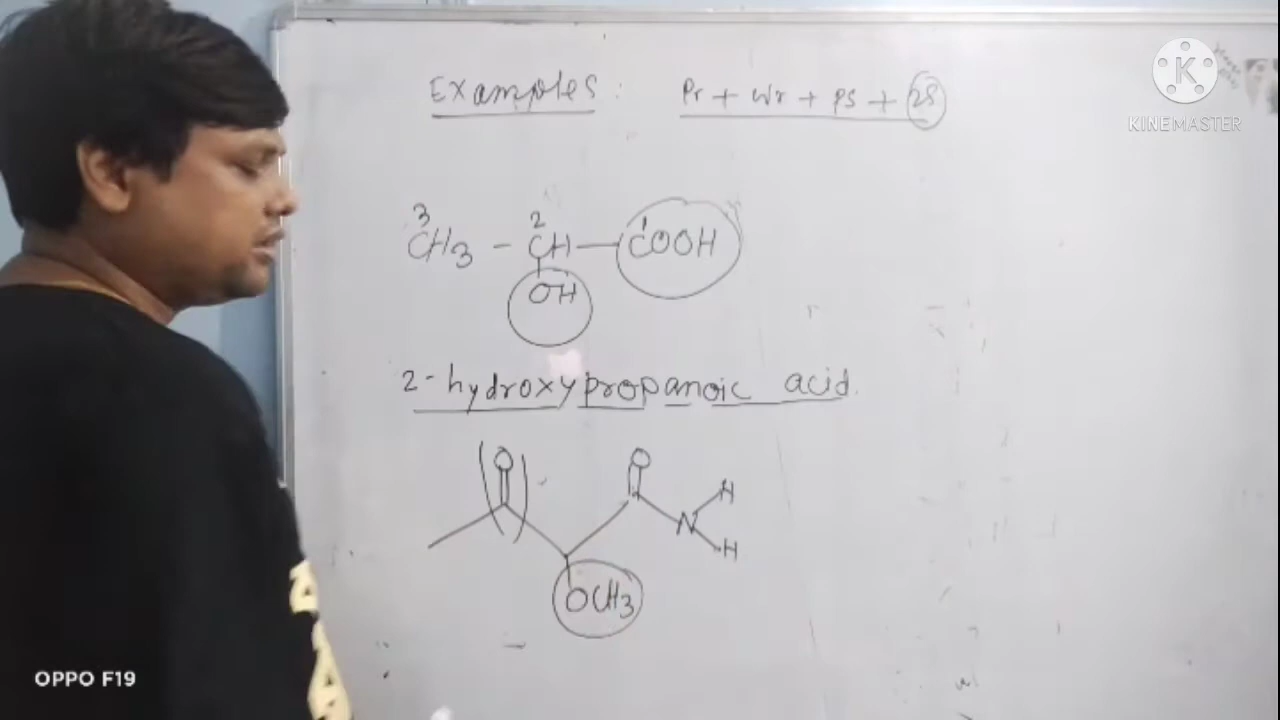 Examples : Pr + Wr + PS + 2S
KINEMASTER
3 2 1
CH3 - CH — COOH
OH
2-hydroxypropanoic acid.
O O
H
N
H
OCH3
OPPO F19